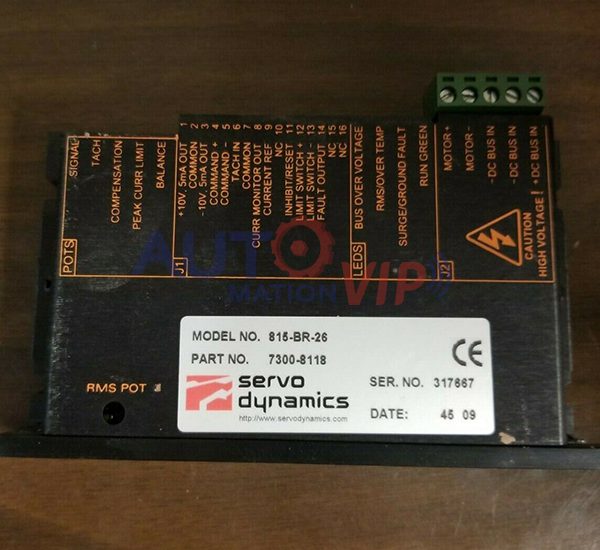 POTS
SIGNAL
TACH
COMPENSATION
PEAK CURR LIMIT
BALANCE
J1
+10V, 5mA OUT 1
COMMON 2
-10V, 5mA OUT 3
COMMAND + 4
COMMAND - 5
TACH IN 6
COMMON 7
CURR MONITOR OUT 8
CURRENT REF 9
NC 10
INHIBIT/RESET 11
LIMIT SWITCH + 12
LIMIT SWITCH - 13
FAULT OUTPUT 14
NC 15
NC 16
LEDS
BUS OVER VOLTAGE
RMS/OVER TEMP
SURGE/GROUND FAULT
RUN GREEN
J2
MOTOR+
MOTOR-
- DC BUS IN
- DC BUS IN
+ DC BUS IN
CAUTION
HIGH VOLTAGE !
AUTO
MATION VIP
MODEL NO. 815-BR-26
PART NO. 7300-8118
CE
servo
dynamics
http://www.servodynamics.com
SER. NO. 317667
DATE: 45 09
RMS POT